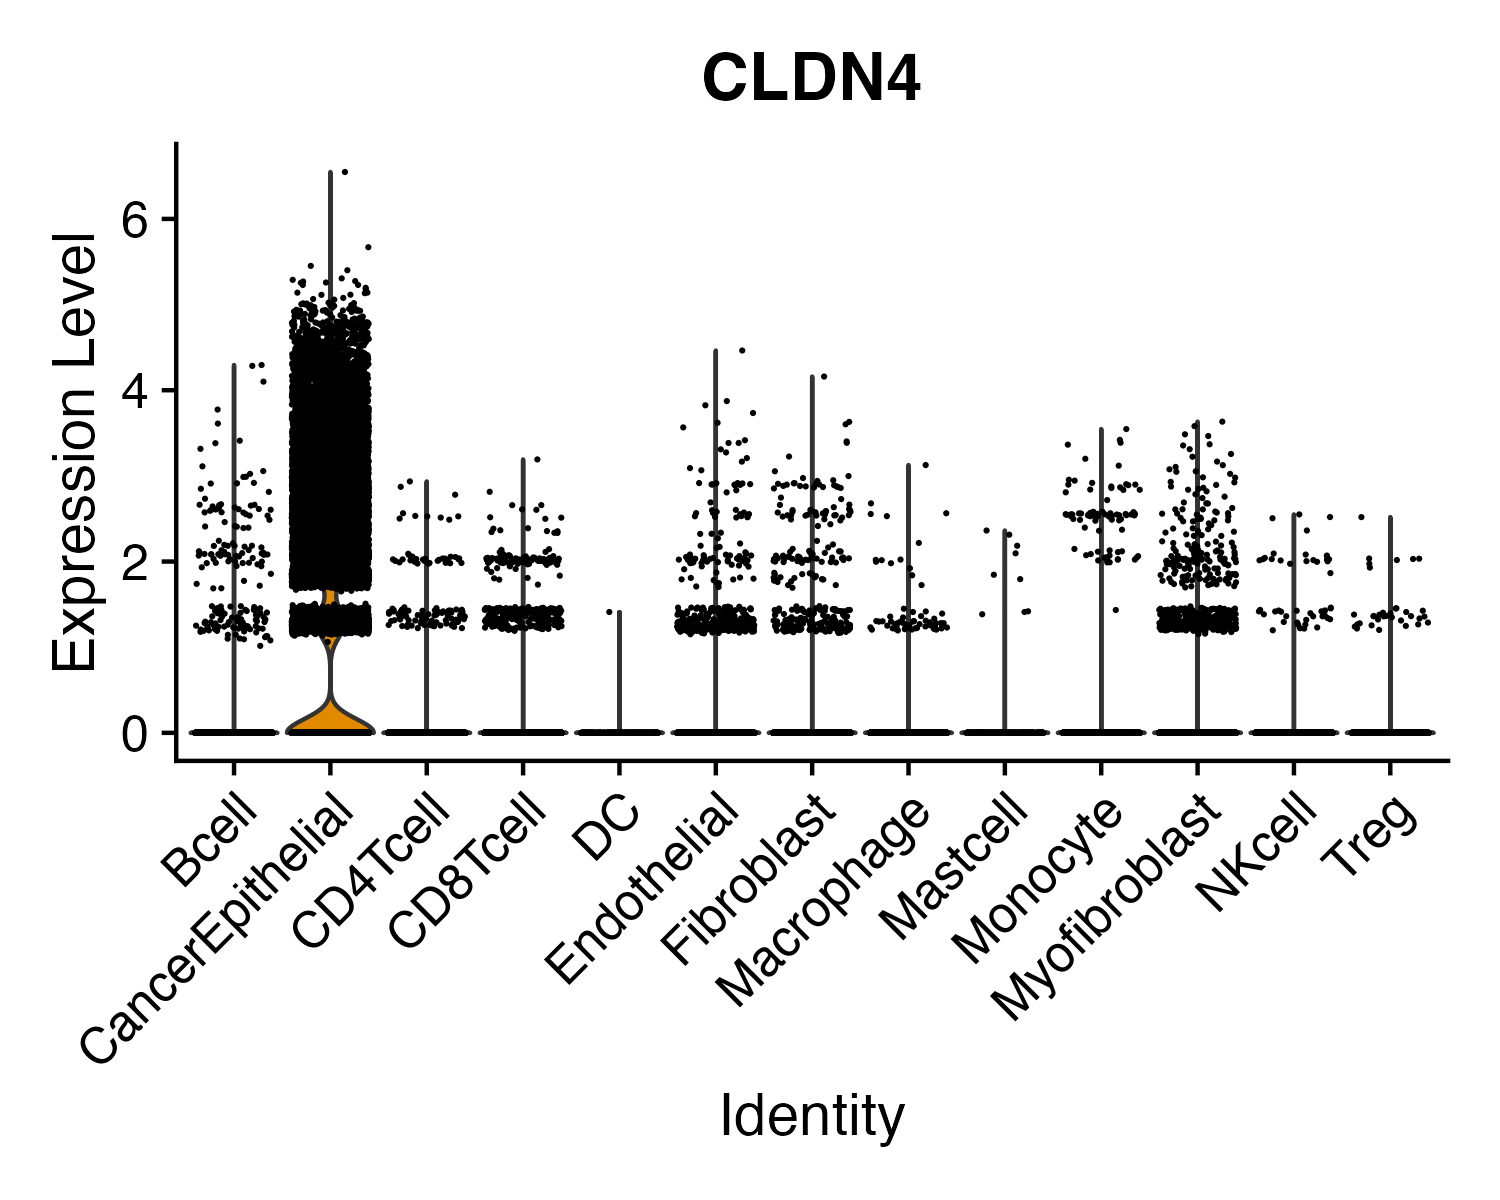 CLDN4
Expression Level
6
4
2
0
Bcell
CancerEpithelial
CD4Tcell
CD8Tcell
DC
Endothelial
Fibroblast
Macrophage
Mastcell
Monocyte
Myofibroblast
NKcell
Treg
Identity